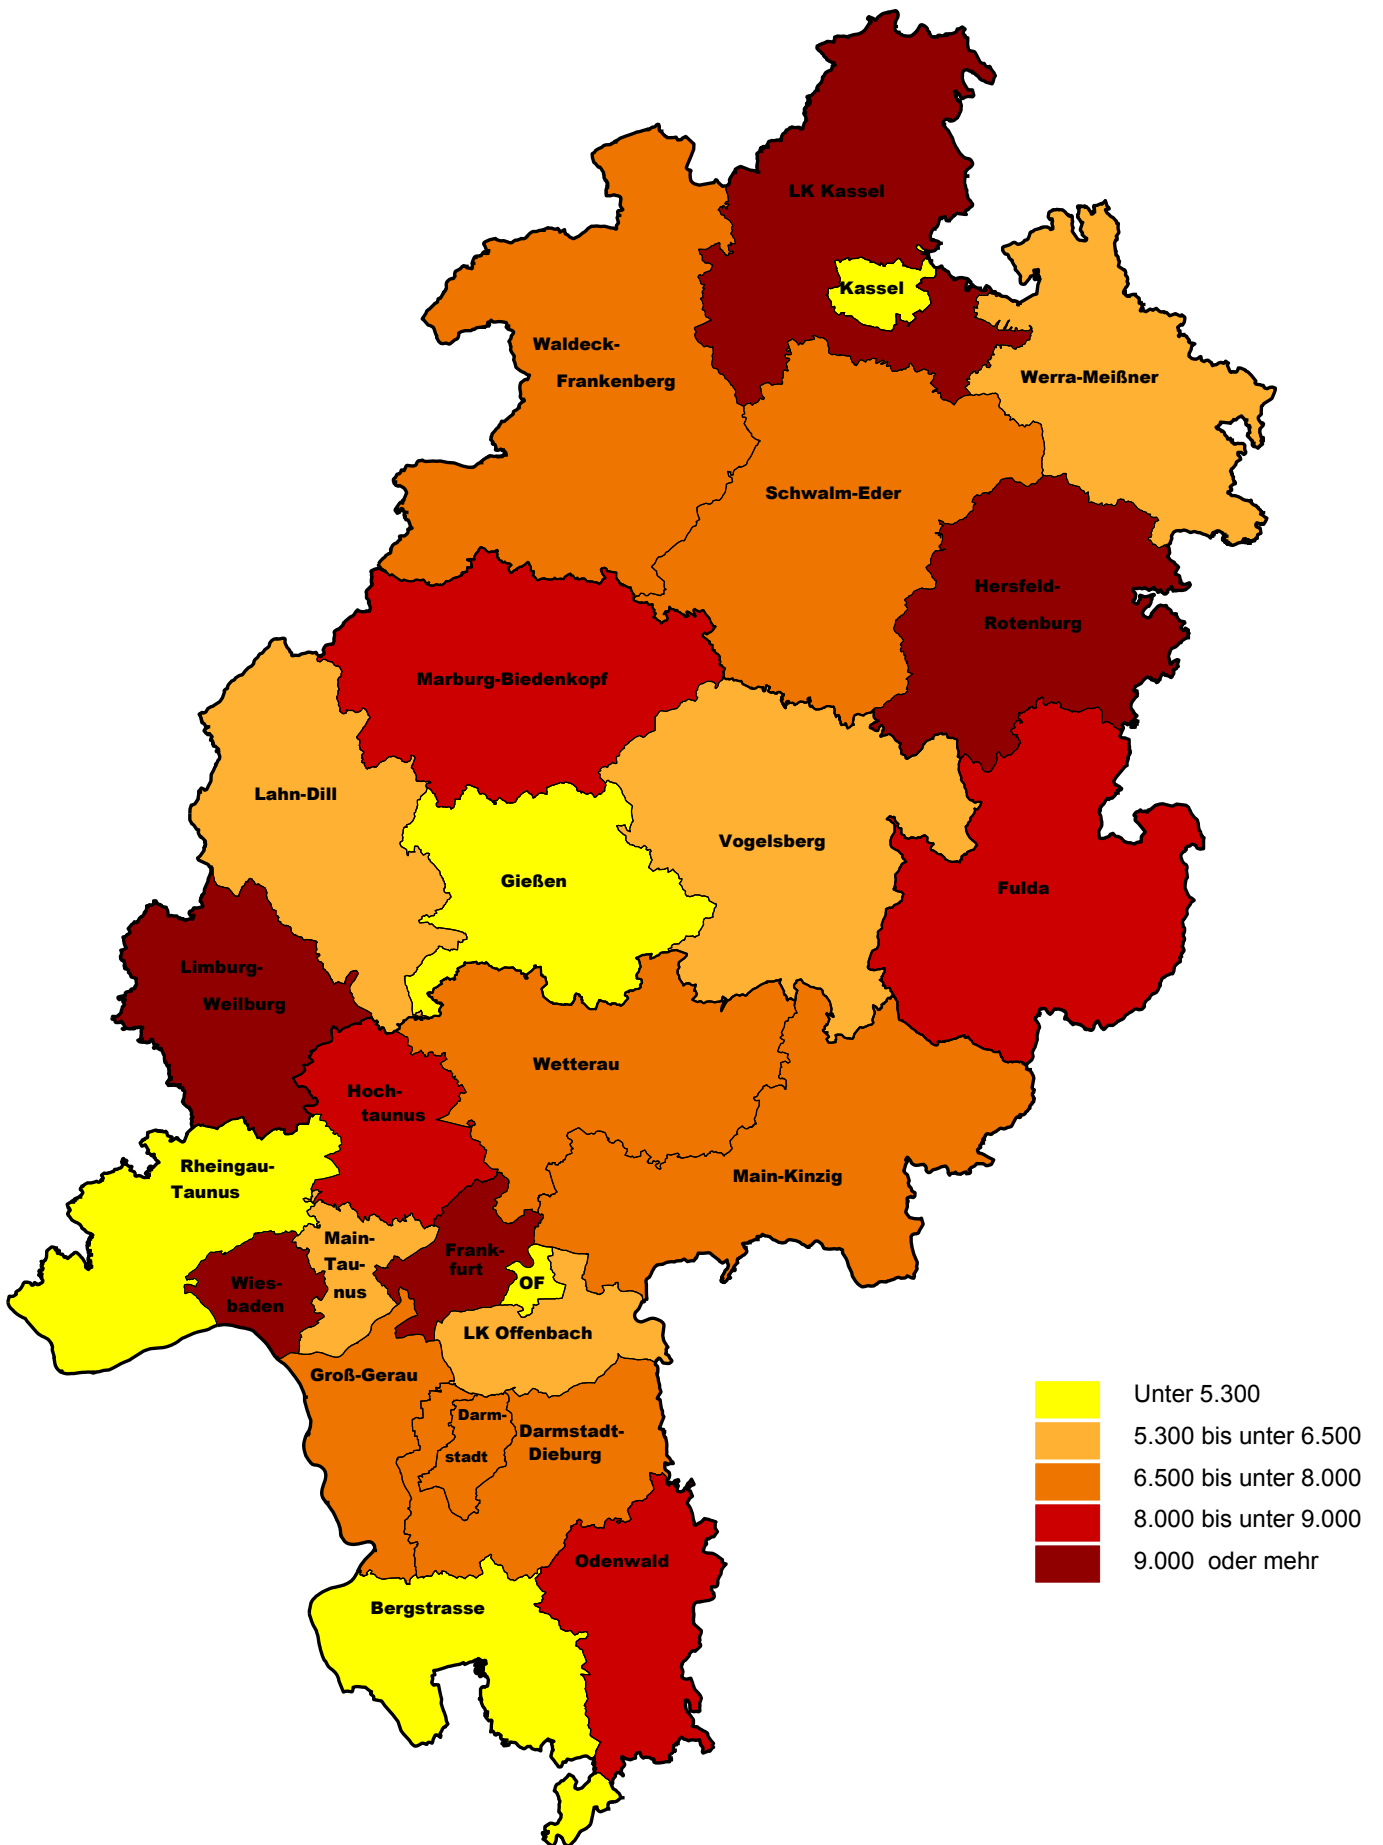 LK Kassel
Kassel
Waldeck-
Frankenberg
Werra-Meißner
Schwalm-Eder
Hersfeld-
Rotenburg
Marburg-Biedenkopf
Lahn-Dill
Vogelsberg
Gießen
Fulda
Limburg-
Weilburg
Wetterau
Hoch-
taunus
Rheingau-
Taunus
Main-Kinzig
Main-
Tau-
nus
Frank-
furt
Wies-
baden
OF
LK Offenbach
Groß-Gerau
Darm-
stadt
Darmstadt-
Dieburg
Odenwald
Bergstrasse
Unter 5.300
5.300 bis unter 6.500
6.500 bis unter 8.000
8.000 bis unter 9.000
9.000 oder mehr